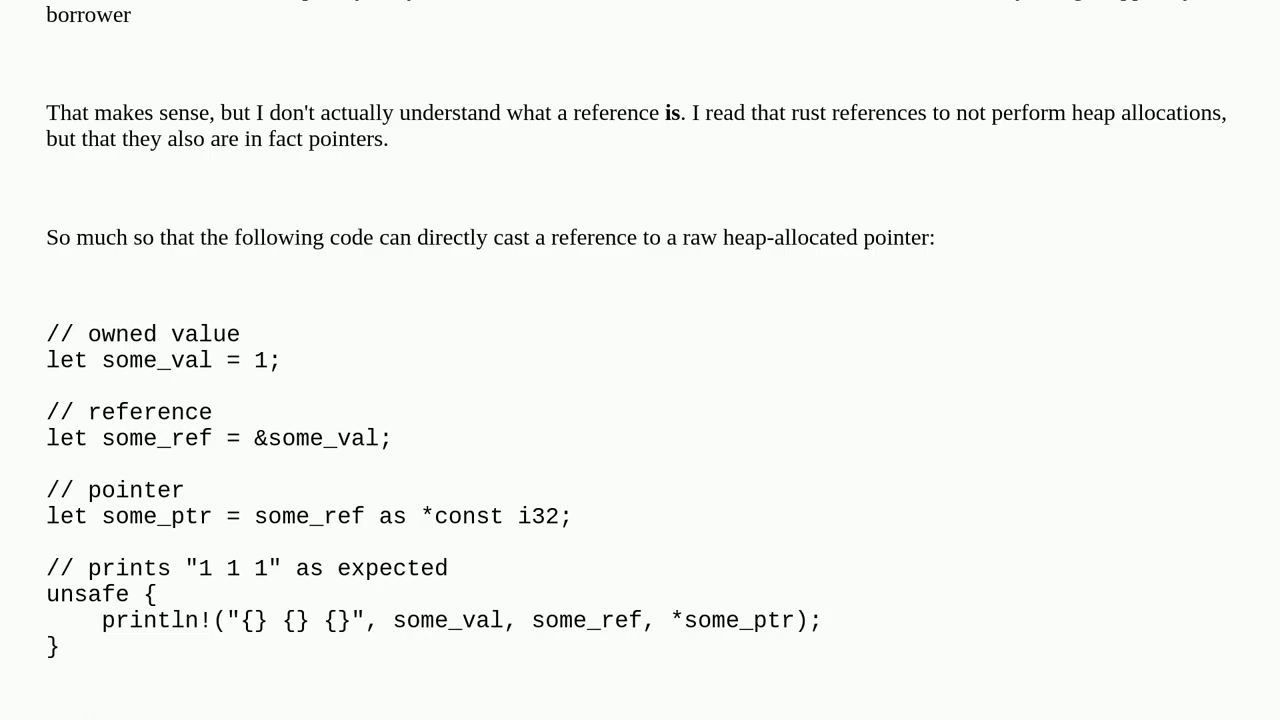 borrower
That makes sense, but I don't actually understand what a reference is. I read that rust references to not perform heap allocations,
but that they also are in fact pointers.
So much so that the following code can directly cast a reference to a raw heap-allocated pointer:
// owned value
let some_val = 1;
// reference
let some_ref = &some_val;
// pointer
let some_ptr = some_ref as *const i32;
// prints "1 1 1" as expected
unsafe {
    println!("{} {} {}", some_val, some_ref, *some_ptr);
}